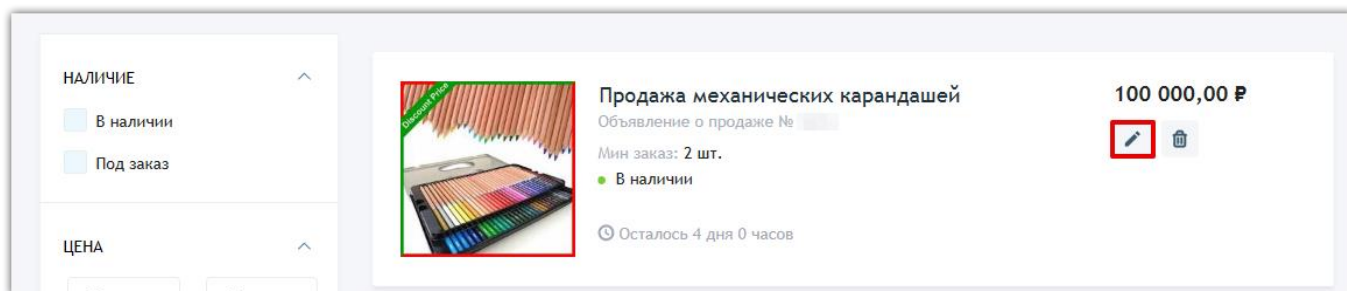 НАЛИЧИЕ
В наличии
Под заказ
ЦЕНА
Discount Price
Продажа механических карандашей
Объявление о продаже №
Мин заказ: 2 шт.
В наличии
Осталось 4 дня 0 часов
100 000,00 ₽